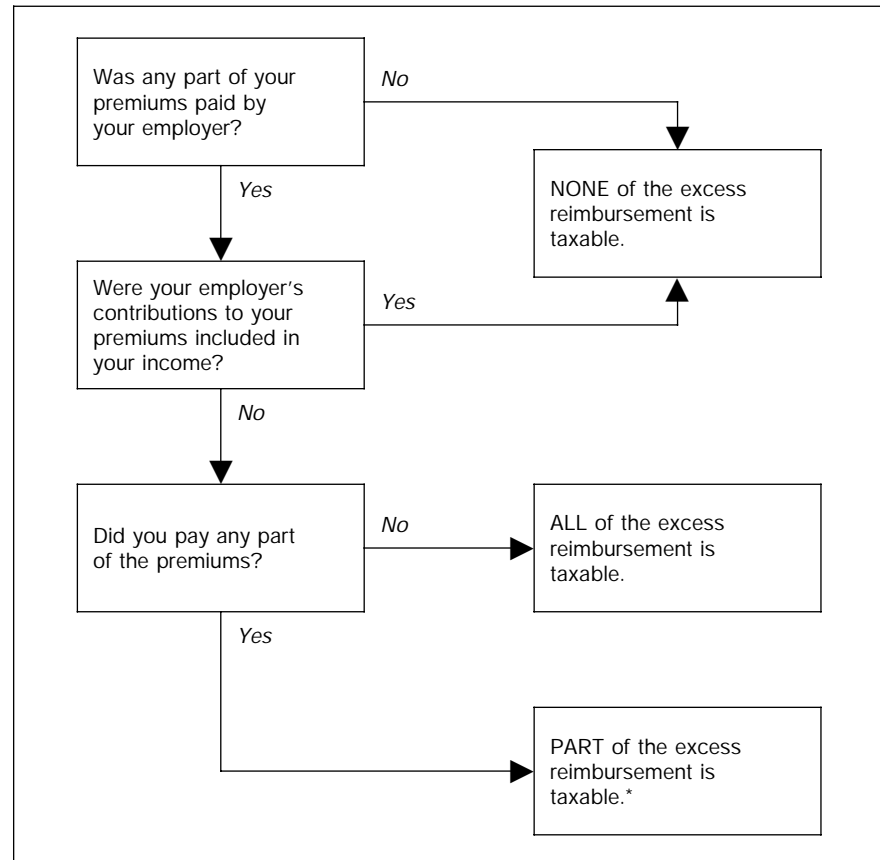 Was any part of your
premiums paid by
your employer?
No
Yes
NONE of the excess
reimbursement is
taxable.
Were your employer's
contributions to your
premiums included in
your income?
Yes
No
Did you pay any part
of the premiums?
No
ALL of the excess
reimbursement is
taxable.
Yes
PART of the excess
reimbursement is
taxable.*